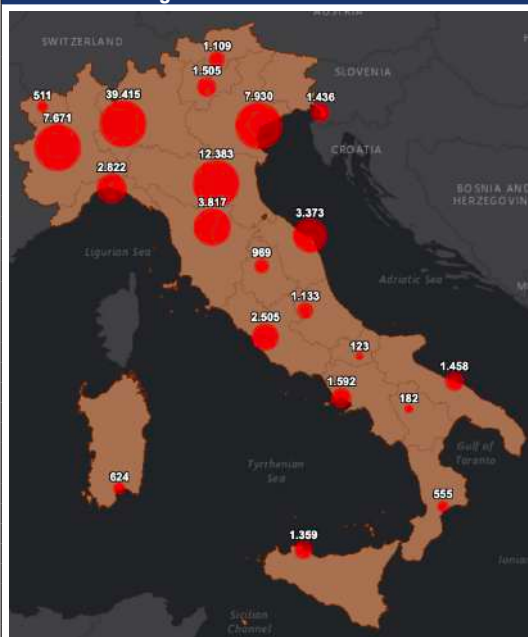 SWITZERLAND
1.109
511
39.415
1.505
SLOVENIA
7.671
7.930
1.436
CROATIA
2.822
12.383
BOSNIA AND
HERZEGOVIN
3.817
3.373
Ligurian Sea
969
Adriatic Sea
1.133
2.505
123
1.458
1.592
182
Gulf of
Taranto
Tyrrhenian
Sea
624
555
1.359
Ionia
Sicilian
Channel